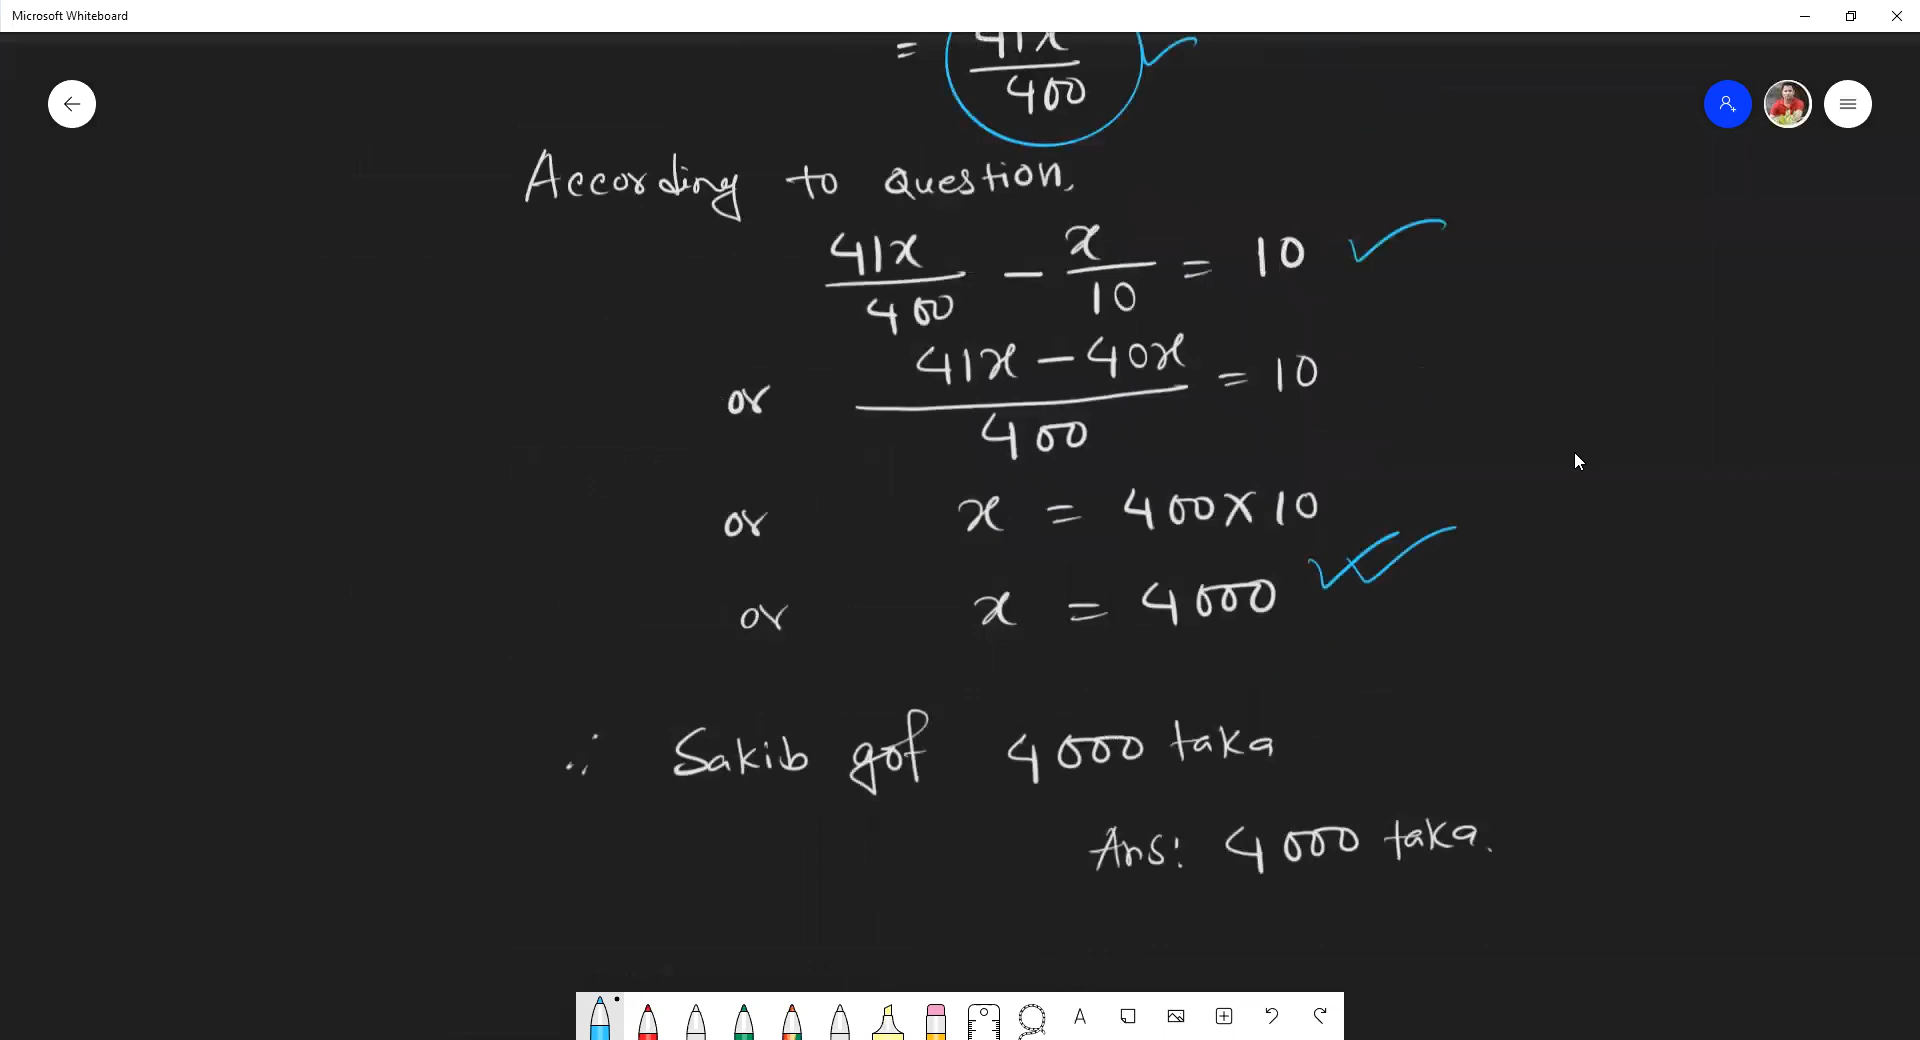 Microsoft Whiteboard
= 41x/400
According to question,
41x/400 - x/10 = 10
or (41x - 40x)/400 = 10
or x = 400 × 10
or x = 4000
∴ Sakib got 4000 taka
Ans: 4000 taka.